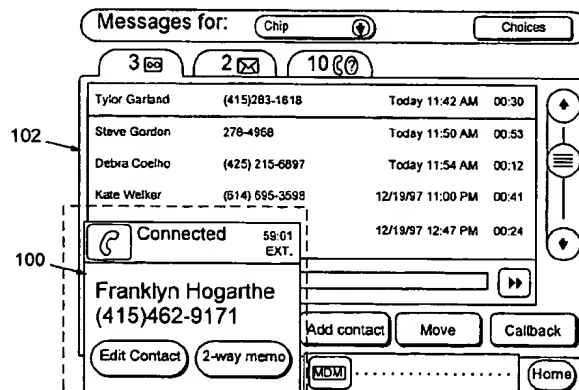 Messages for: Chip Choices
3 2 10 ?
Tylor Garland (415)283-1618 Today 11:42 AM 00:30
Steve Gordon 278-4968 Today 11:50 AM 00:53
102
Debra Coelho (425) 215-6897 Today 11:54 AM 00:12
Kate Welker (614) 695-3598 12/19/97 11:00 PM 00:41
12/19/97 12:47 PM 00:24
Connected 59:01
EXT.
100
Franklyn Hogarthe
(415)462-9171
Add contact Move Callback
Edit Contact 2-way memo
MDM Home